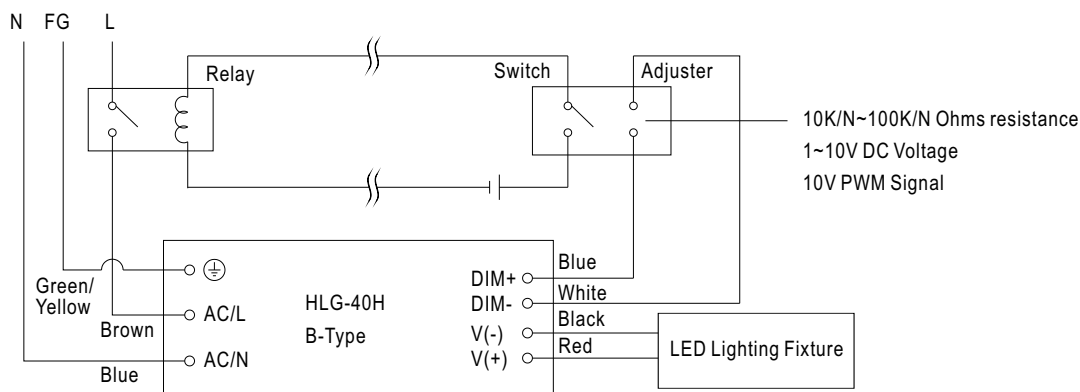 N FG L
Relay
Switch
Adjuster
10K/N~100K/N Ohms resistance
1~10V DC Voltage
10V PWM Signal
Green/
Yellow
Brown
Blue
AC/L
AC/N
HLG-40H
B-Type
DIM+
DIM-
V(-)
V(+)
Blue
White
Black
Red
LED Lighting Fixture